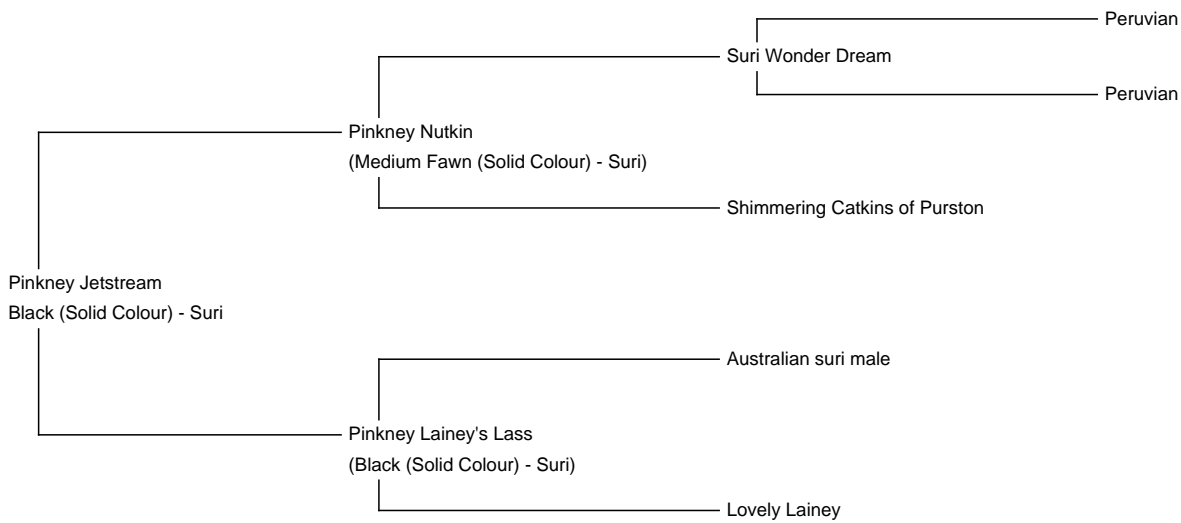 Peruvian
Suri Wonder Dream
Peruvian
Pinkney Nutkin
(Medium Fawn (Solid Colour) - Suri)
Shimmering Catkins of Purston
Pinkney Jetstream
Black (Solid Colour) - Suri
Australian suri male
Pinkney Lainey's Lass
(Black (Solid Colour) - Suri)
Lovely Lainey